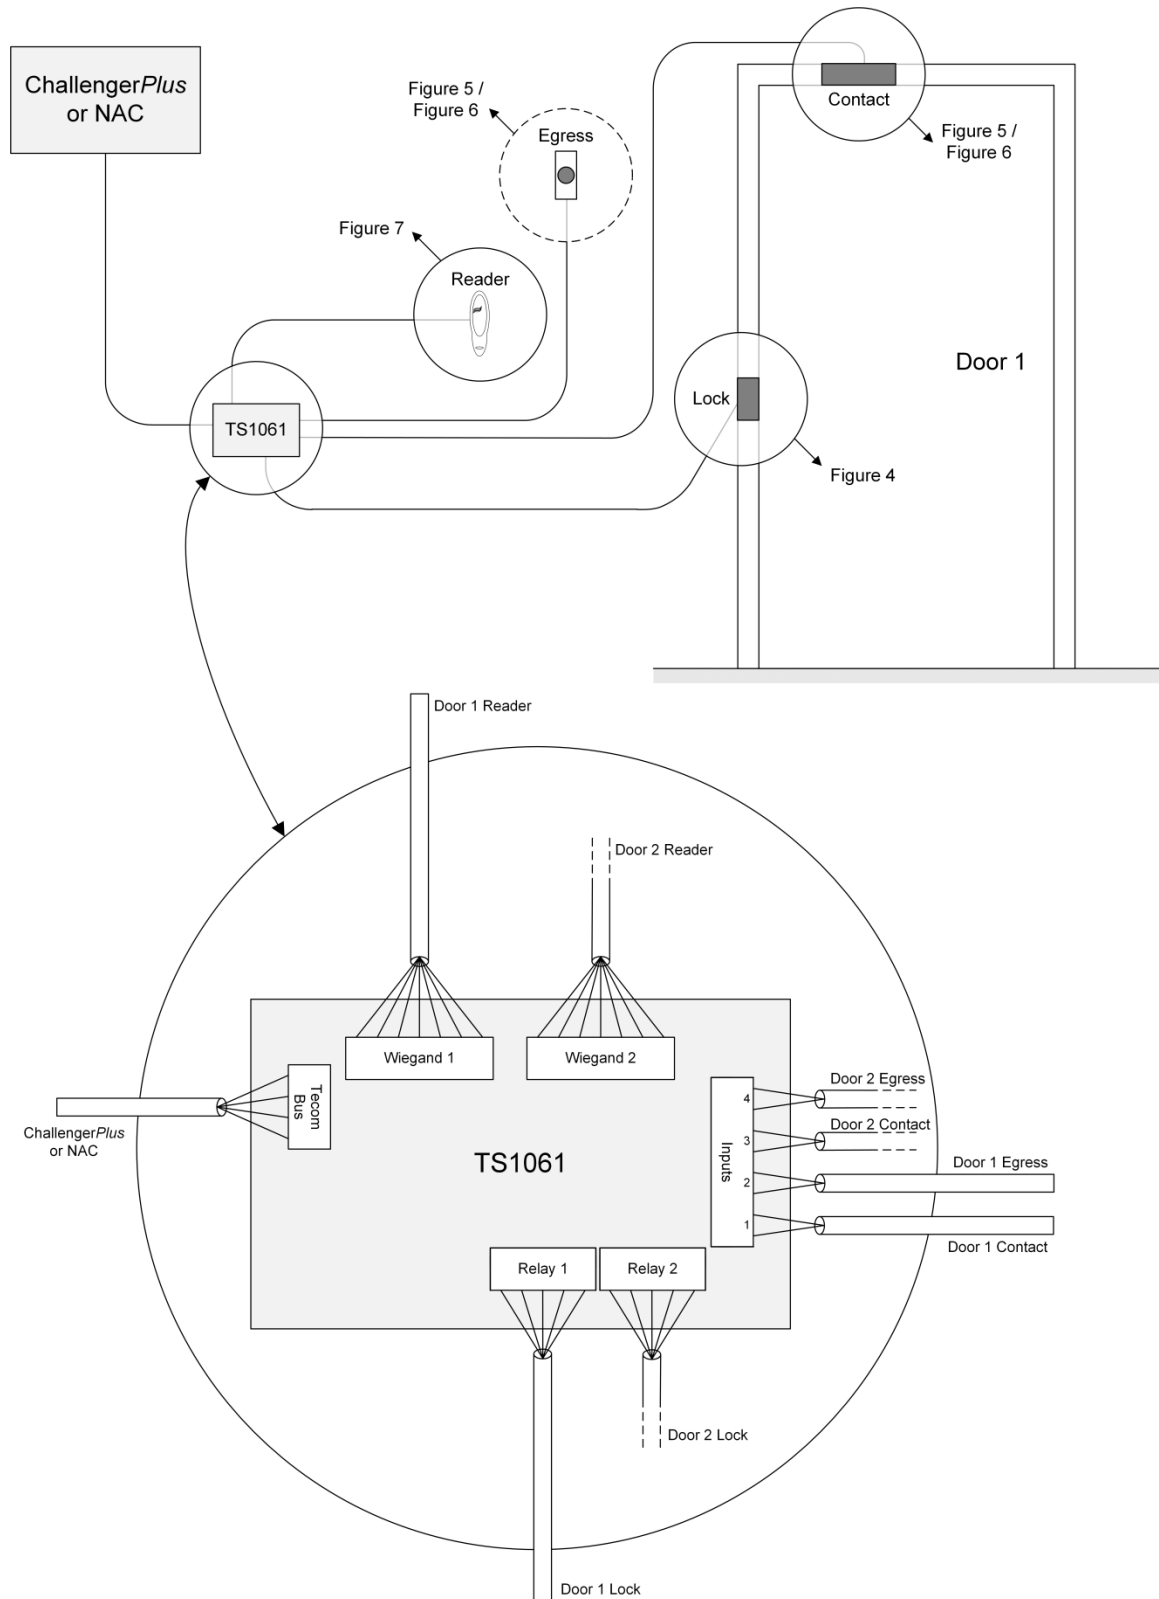 ChallengerPlus
or NAC
Figure 5 /
Figure 6
Egress
Contact
Figure 5 /
Figure 6
Figure 7
Reader
Door 1
Lock
TS1061
Figure 4
Door 1 Reader
Door 2 Reader
Wiegand 1
Wiegand 2
Tecom
Bus
ChallengerPlus
or NAC
TS1061
Inputs
4
3
2
1
Door 2 Egress
Door 2 Contact
Door 1 Egress
Door 1 Contact
Relay 1
Relay 2
Door 2 Lock
Door 1 Lock